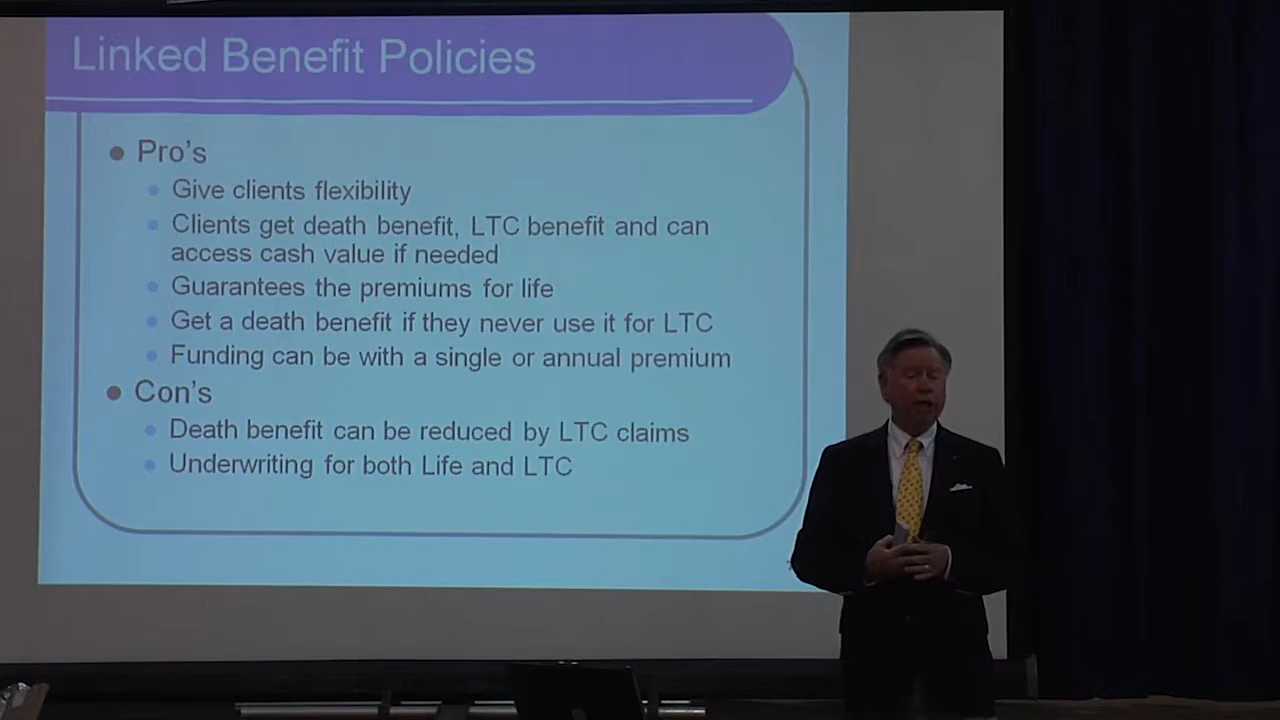 Linked Benefit Policies
Pro's
Give clients flexibility
Clients get death benefit, LTC benefit and can
access cash value if needed
Guarantees the premiums for life
Get a death benefit if they never use it for LTC
Funding can be with a single or annual premium
Con's
Death benefit can be reduced by LTC claims
Underwriting for both Life and LTC